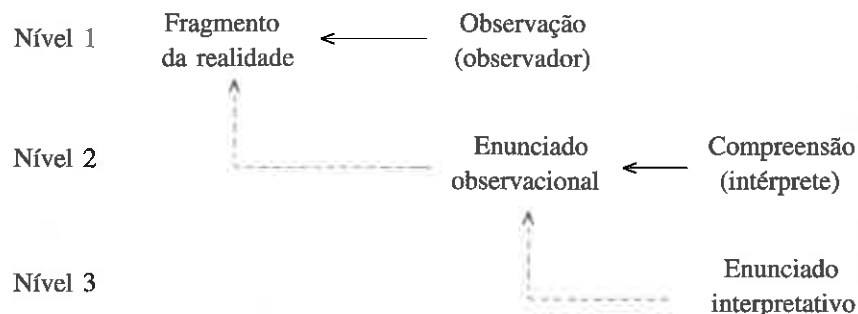 Nível 1
Fragmento
da realidade
Observação
(observador)
Nível 2
Enunciado
observacional
Compreensão
(intérprete)
Nível 3
Enunciado
interpretativo